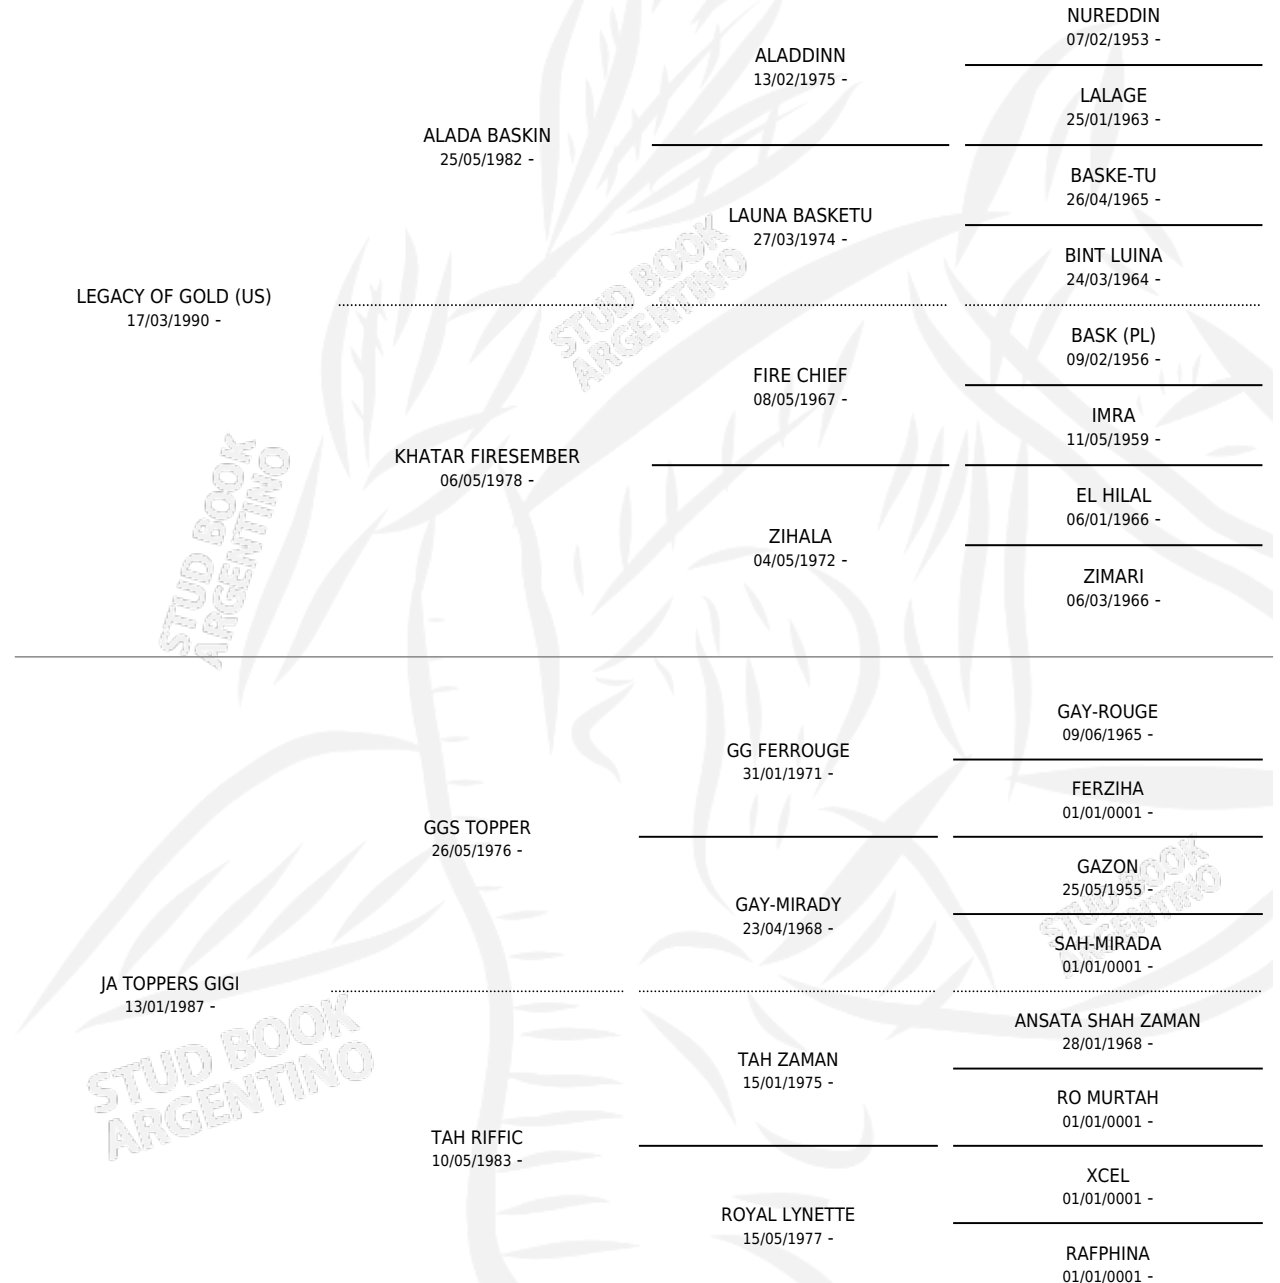 NUREDDIN
07/02/1953 -
ALADDINN
13/02/1975 -
LALAGE
25/01/1963 -
ALADA BASKIN
25/05/1982 -
BASKE-TU
26/04/1965 -
LAUNA BASKETU
27/03/1974 -
BINT LUINA
24/03/1964 -
LEGACY OF GOLD (US)
17/03/1990 -
BASK (PL)
09/02/1956 -
FIRE CHIEF
08/05/1967 -
IMRA
11/05/1959 -
KHATAR FIRESEMBER
06/05/1978 -
EL HILAL
06/01/1966 -
ZIHALA
04/05/1972 -
ZIMARI
06/03/1966 -
GAY-ROUGE
09/06/1965 -
GG FERROUGE
31/01/1971 -
FERZIHA
01/01/0001 -
GGS TOPPER
26/05/1976 -
GAZON
25/05/1955 -
GAY-MIRADY
23/04/1968 -
SAH-MIRADA
01/01/0001 -
JA TOPPERS GIGI
13/01/1987 -
ANSATA SHAH ZAMAN
28/01/1968 -
TAH ZAMAN
15/01/1975 -
RO MURTAH
01/01/0001 -
TAH RIFFIC
10/05/1983 -
XCEL
01/01/0001 -
ROYAL LYNETTE
15/05/1977 -
RAFPHINA
01/01/0001 -
STUD BOOK
ARGENTINO
STUD BOOK
ARGENTINO
STUD BOOK
ARGENTINO
STUD BOOK
ARGENTINO